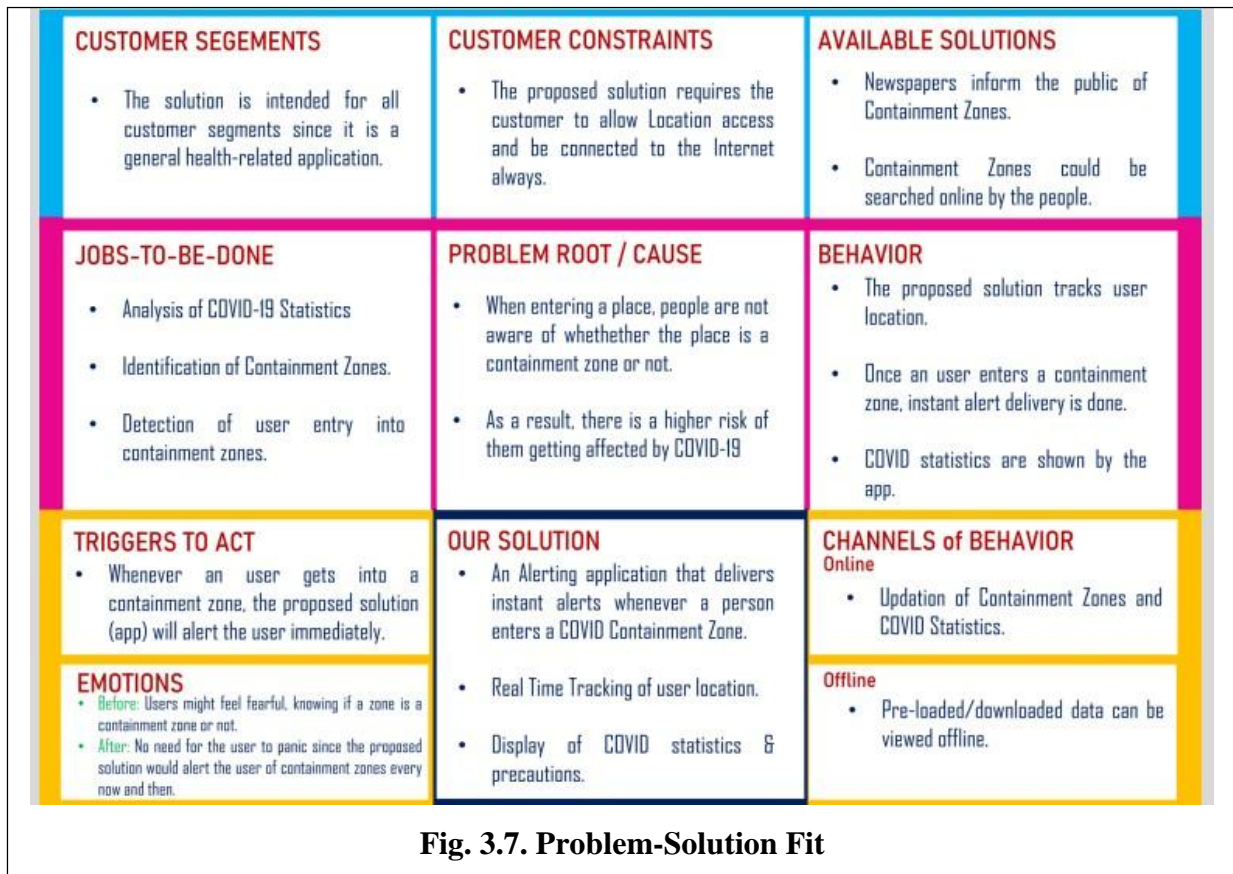 CUSTOMER SEGEMENTS
• The solution is intended for all
customer segments since it is a
general health-related application.
CUSTOMER CONSTRAINTS
• The proposed solution requires the
customer to allow Location access
and be connected to the Internet
always.
AVAILABLE SOLUTIONS
• Newspapers inform the public of
Containment Zones.
• Containment Zones could be
searched online by the people.
JOBS-TO-BE-DONE
• Analysis of COVID-19 Statistics
• Identification of Containment Zones.
• Detection of user entry into
containment zones.
PROBLEM ROOT / CAUSE
• When entering a place, people are not
aware of whethether the place is a
containment zone or not.
• As a result, there is a higher risk of
them getting affected by COVID-19
BEHAVIOR
• The proposed solution tracks user
location.
• Once an user enters a containment
zone, instant alert delivery is done.
• COVID statistics are shown by the
app.
TRIGGERS TO ACT
• Whenever an user gets into a
containment zone, the proposed solution
(app) will alert the user immediately.
EMOTIONS
• Before: Users might feel fearful, knowing if a zone is a
containment zone or not.
• After: No need for the user to panic since the proposed
solution would alert the user of containment zones every
now and then.
OUR SOLUTION
• An Alerting application that delivers
instant alerts whenever a person
enters a COVID Containment Zone.
• Real Time Tracking of user location.
• Display of COVID statistics &
precautions.
CHANNELS of BEHAVIOR
Online
• Updation of Containment Zones and
COVID Statistics.
Offline
• Pre-loaded/downloaded data can be
viewed offline.
Fig. 3.7. Problem-Solution Fit